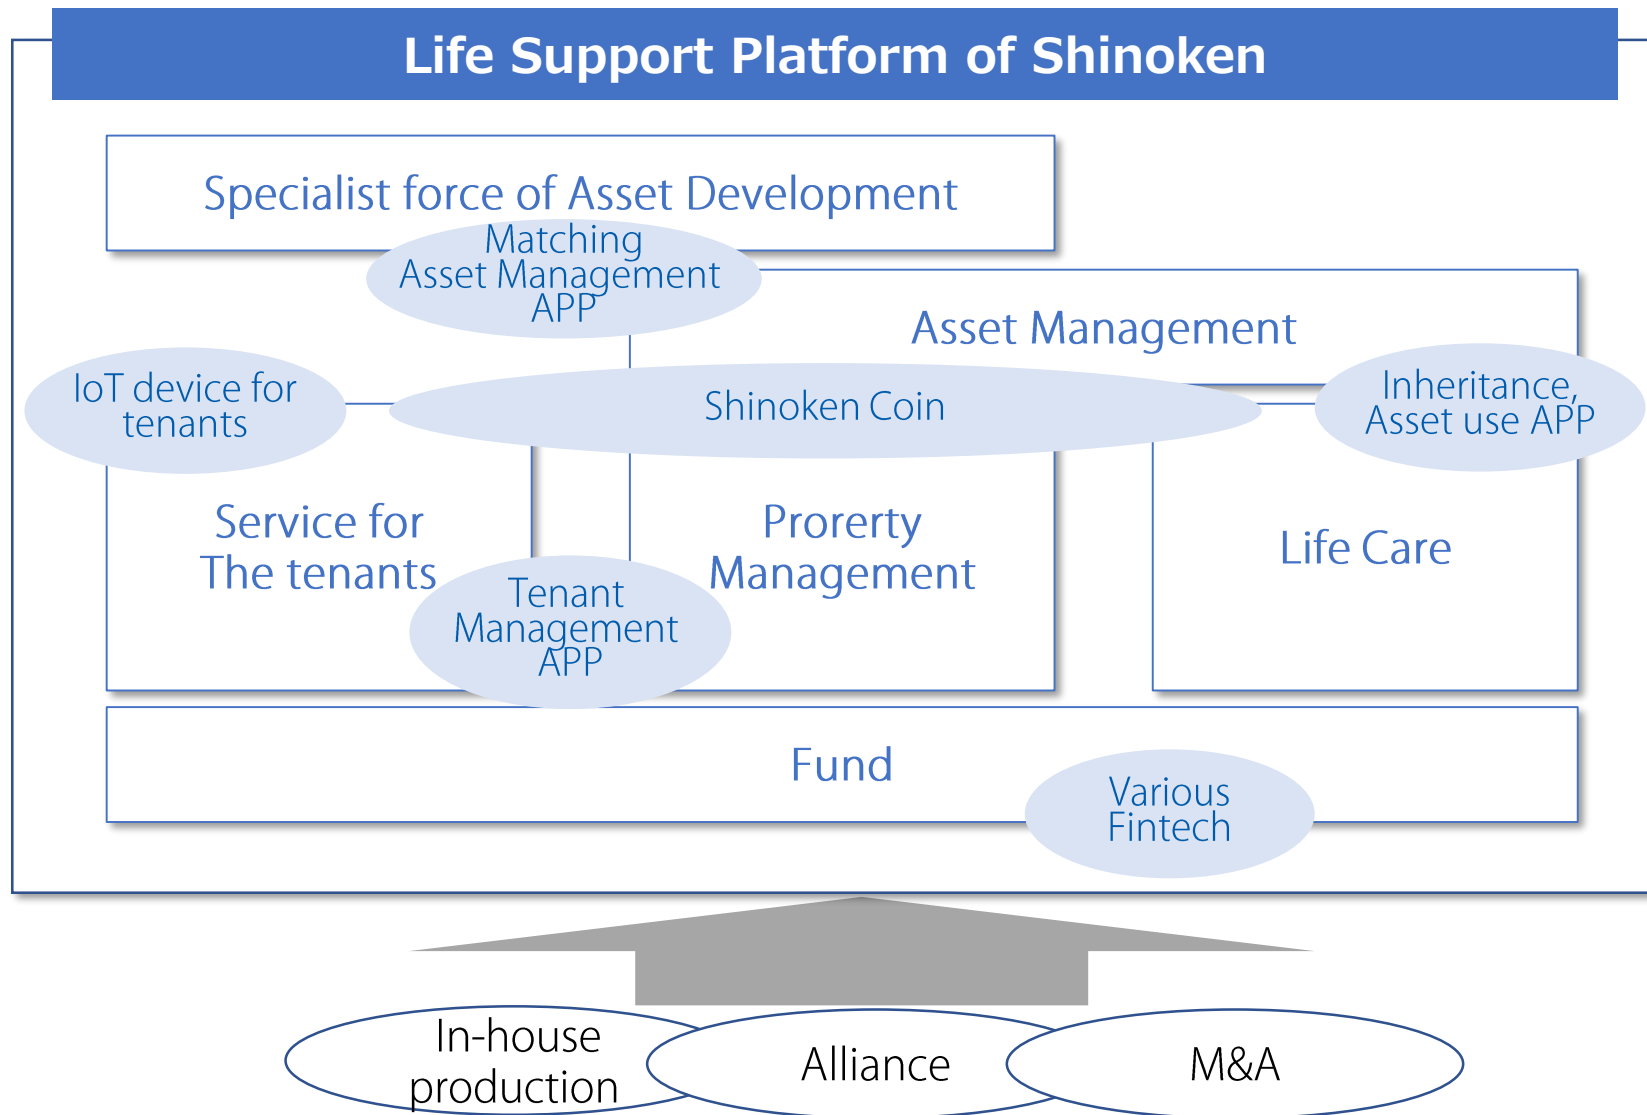 Life Support Platform of Shinoken
Specialist force of Asset Development
Matching
Asset Management
APP
Asset Management
IoT device for
tenants
Shinoken Coin
Inheritance,
Asset use APP
Service for
The tenants
Prorerty
Management
Life Care
Tenant
Management
APP
Fund
Various
Fintech
In-house
production
Alliance
M&A